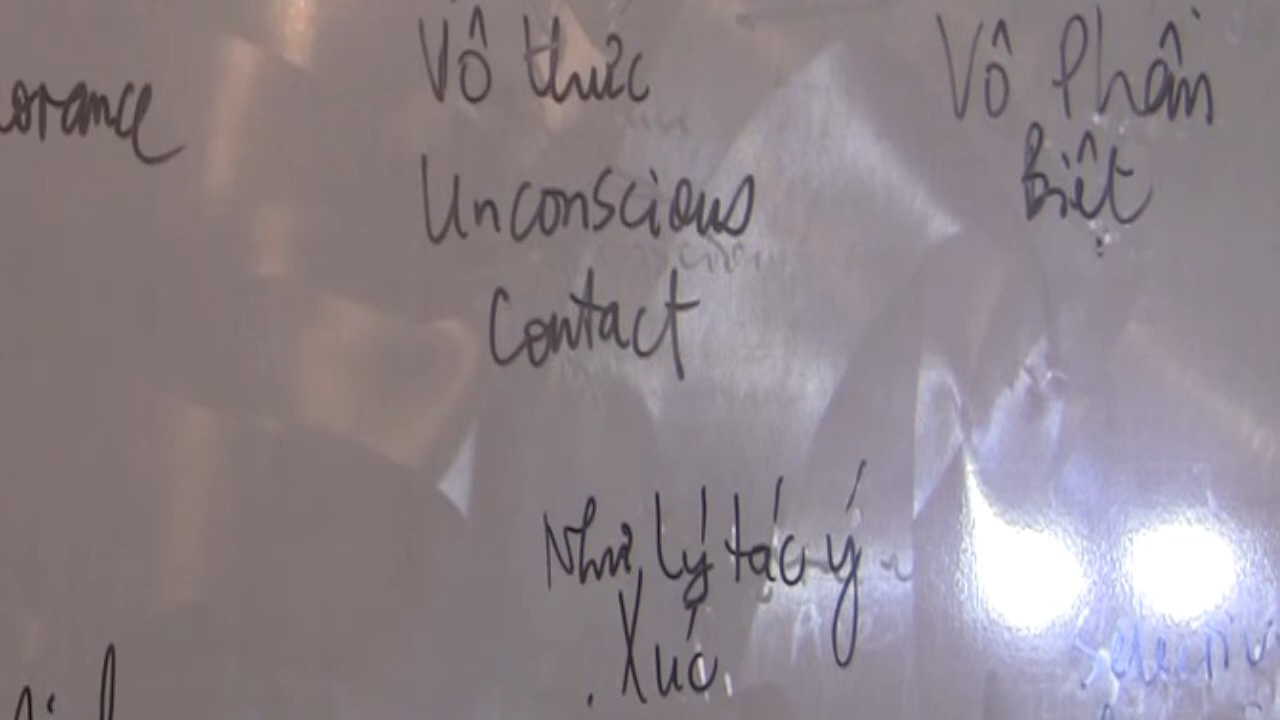 Vô thức
Vô Phân
Biệt
orance
Unconscious
Contact
Như lý tác ý
Xúc